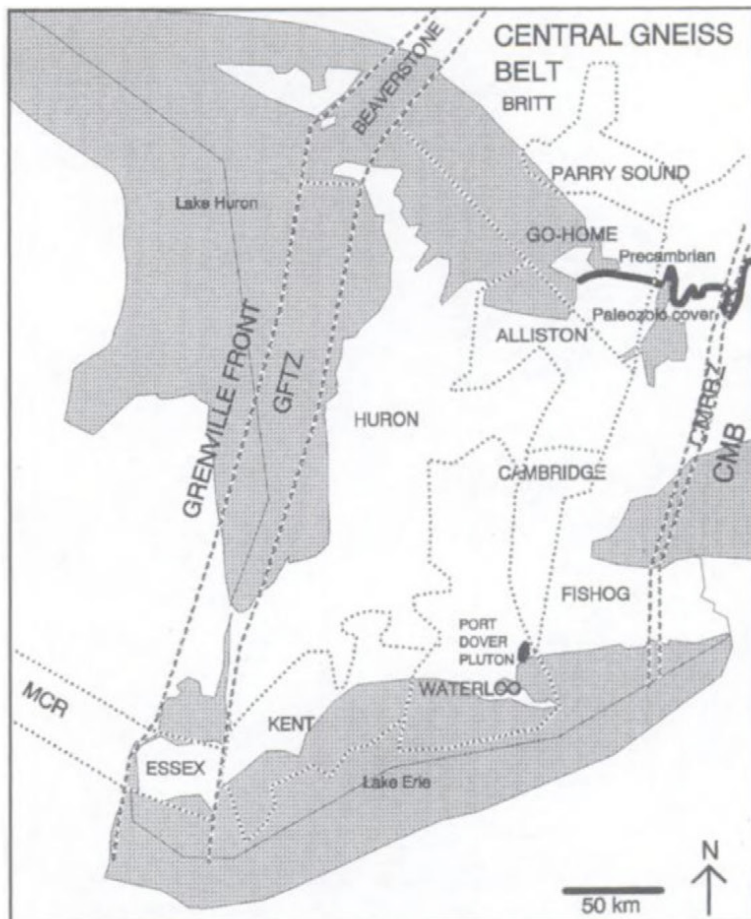 CENTRAL GNEISS
BELT
BRITT
BEAVERSTONE
PARRY SOUND
Lake Huron
GO-HOME
Precambrian
Paleozoic cover
ALLISTON
GRENVILLE FRONT
GFTZ
HURON
CMBBZ
CMB
CAMBRIDGE
FISHOG
PORT
DOVER
PLUTON
WATERLOO
MCR
KENT
ESSEX
Lake Erie
N
50 km